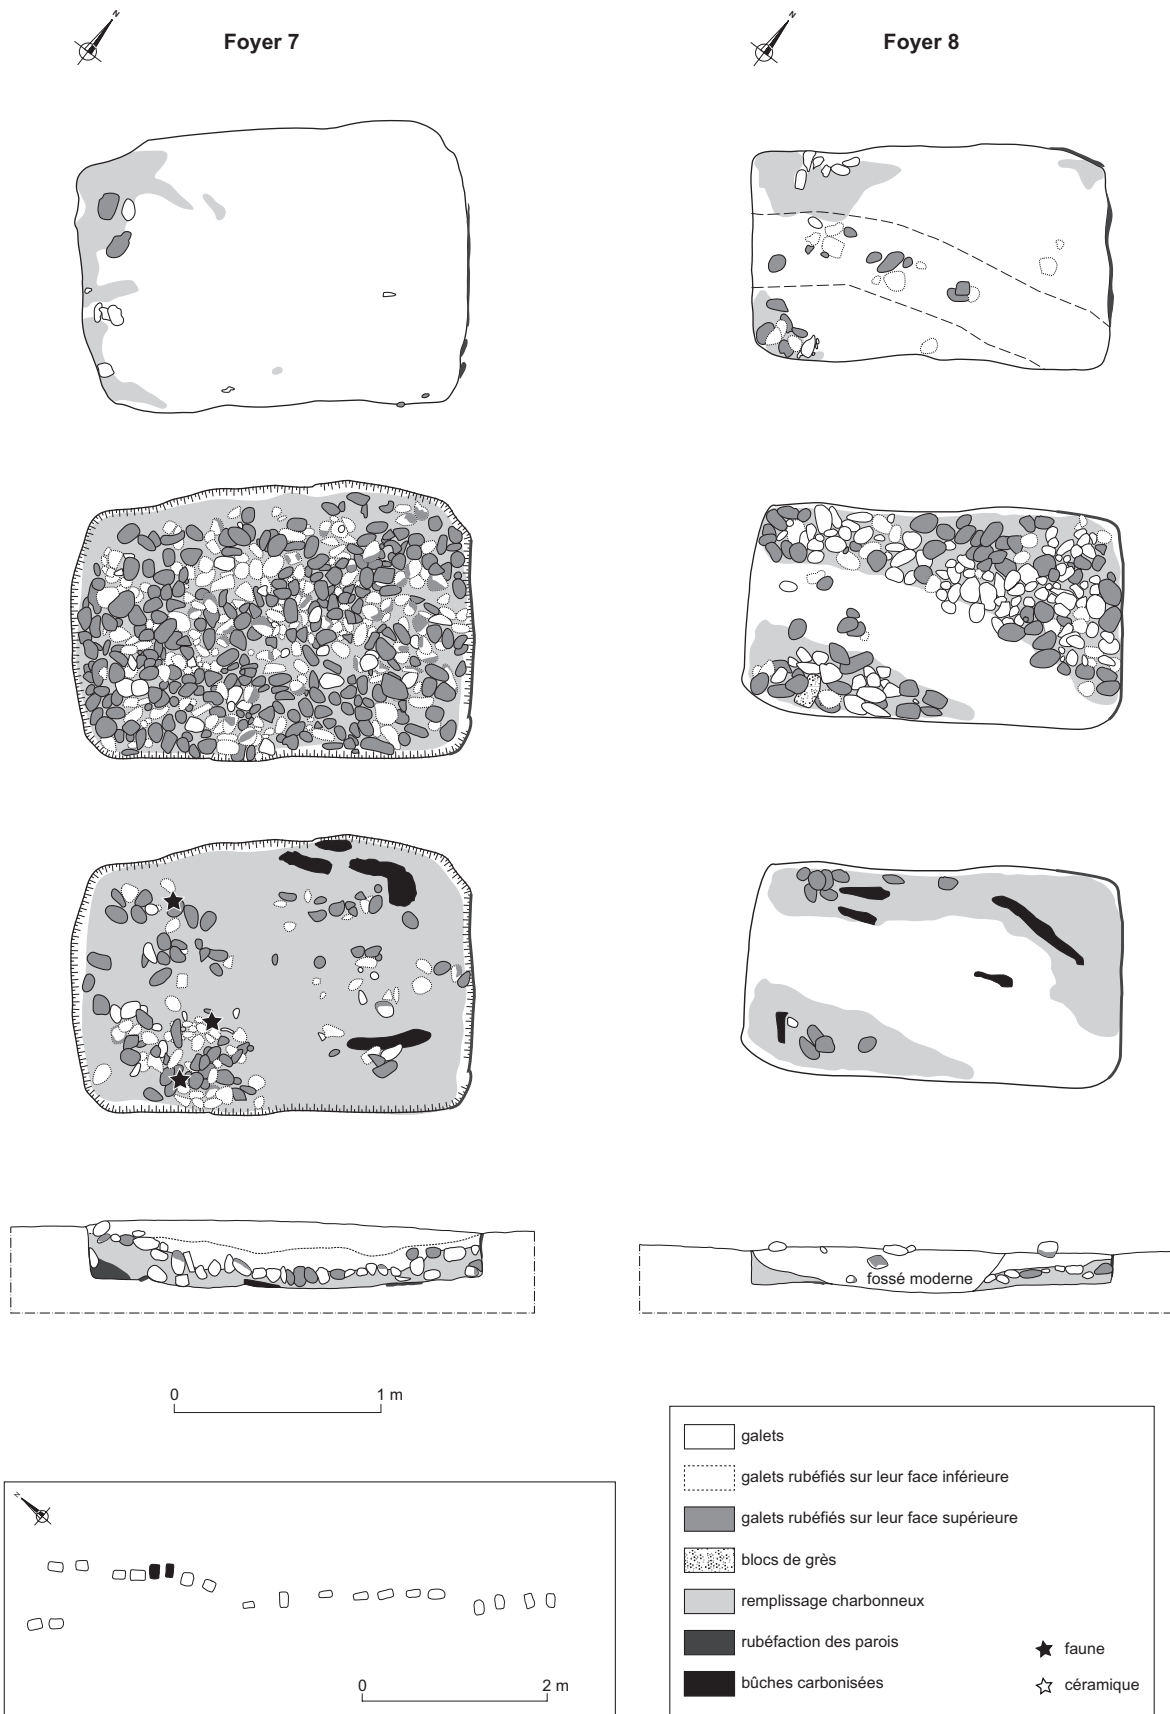 N
N
Foyer 7
Foyer 8
fossé moderne
0 1 m
N
0 2 m
galets
galets rubéfiés sur leur face inférieure
galets rubéfiés sur leur face supérieure
blocs de grès
remplissage charbonneux
rubéfaction des parois
faune
bûches carbonisées
céramique